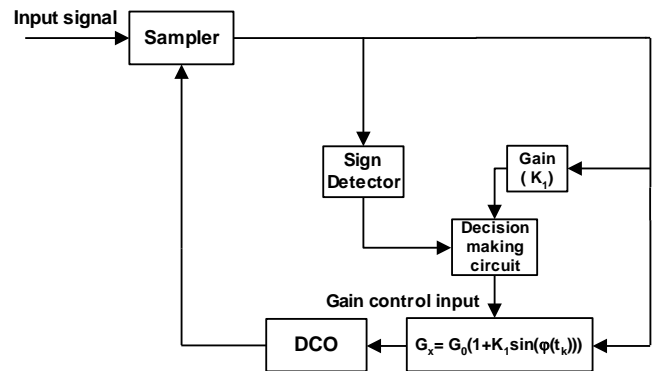 Input signal
Sampler
Sign
Detector
Gain
( K₁)
Decision
making
circuit
Gain control input
DCO
Gₓ= G₀(1+K₁sin(φ(tₖ)))